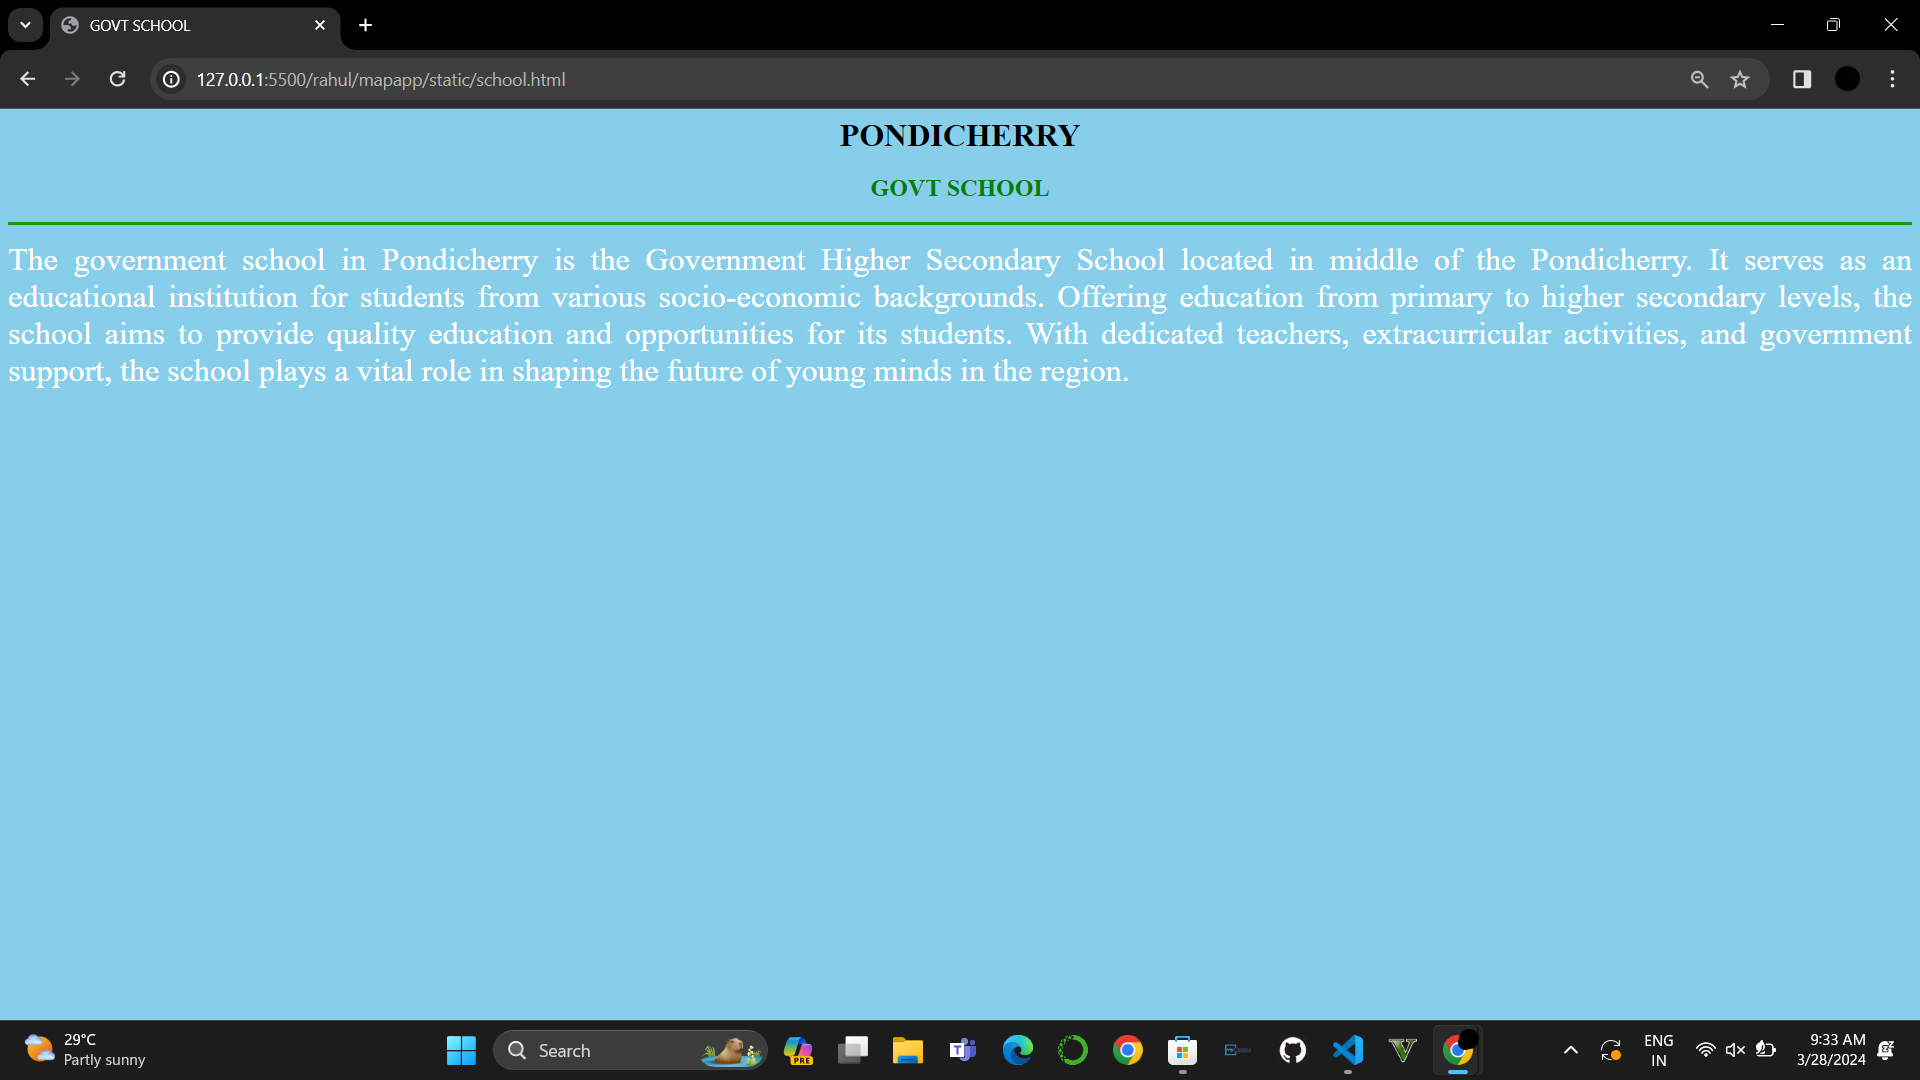 GOVT SCHOOL
127.0.0.1:5500/rahul/mapapp/static/school.html
PONDICHERRY
GOVT SCHOOL
The government school in Pondicherry is the Government Higher Secondary School located in middle of the Pondicherry. It serves as an
educational institution for students from various socio-economic backgrounds. Offering education from primary to higher secondary levels, the
school aims to provide quality education and opportunities for its students. With dedicated teachers, extracurricular activities, and government
support, the school plays a vital role in shaping the future of young minds in the region.
29°C
Partly sunny
Search
PRE
ENG
IN
9:33 AM
3/28/2024